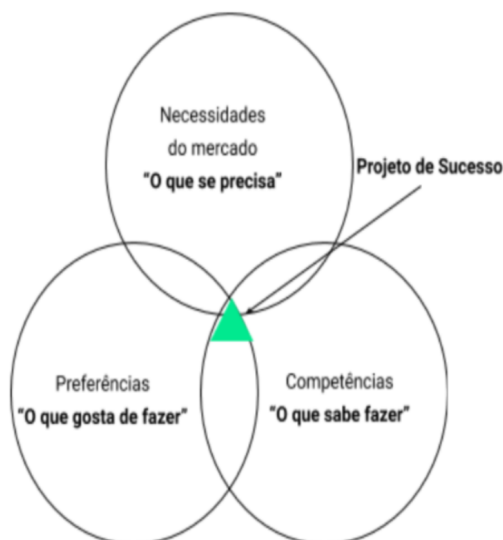 Necessidades
do mercado
“O que se precisa”
Projeto de Sucesso
Preferências
“O que gosta de fazer”
Competências
“O que sabe fazer”